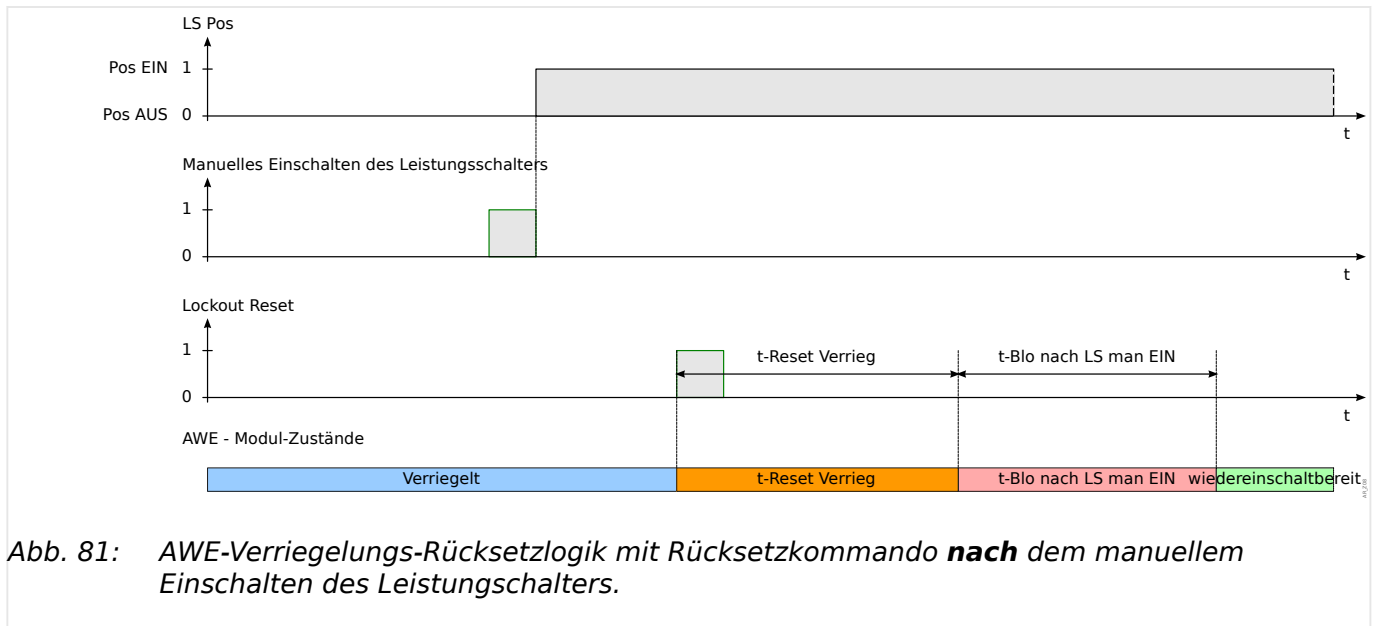 LS Pos
Pos EIN 1
Pos AUS 0
t
Manuelles Einschalten des Leistungsschalters
1
0
t
Lockout Reset
1
t-Reset Verrieg
t-Blo nach LS man EIN
0
t
AWE - Modul-Zustände
Verriegelt
t-Reset Verrieg
t-Blo nach LS man EIN
wiedereinschaltbereit
Abb. 81: AWE-Verriegelungs-Rücksetzlogik mit Rücksetzkommando nach dem manuellem
Einschalten des Leistungschalters.